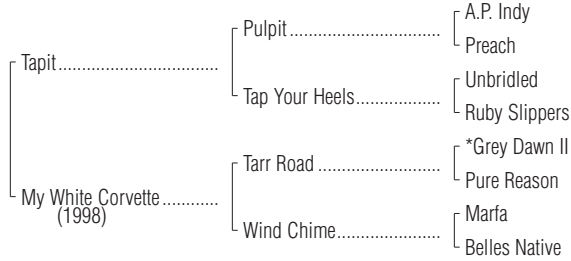 A.P. Indy
Pulpit
Preach
Tapit
Unbridled
Tap Your Heels
Ruby Slippers
*Grey Dawn II
Tarr Road
Pure Reason
My White Corvette
(1998)
Marfa
Wind Chime
Belles Native